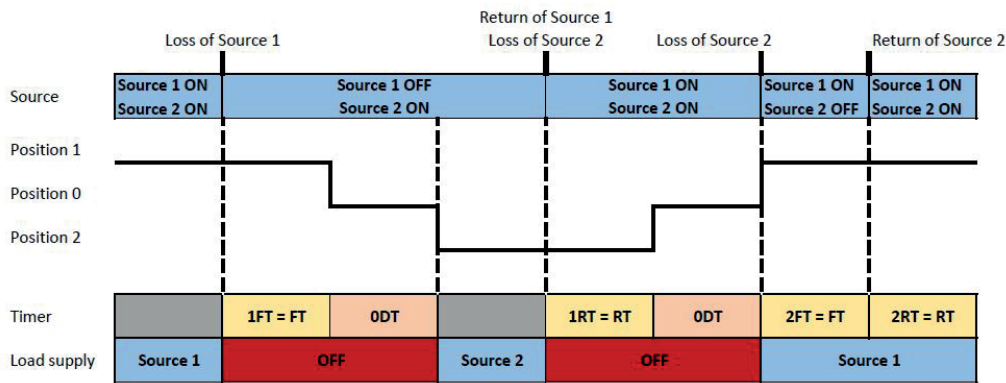 Return of Source 1
Loss of Source 1
Loss of Source 2
Loss of Source 2
Return of Source 2
Source
Source 1 ON
Source 2 ON
Source 1 OFF
Source 2 ON
Source 1 ON
Source 2 ON
Source 1 ON
Source 2 OFF
Source 1 ON
Source 2 ON
Position 1
Position 0
Position 2
Timer
1FT = FT
0DT
1RT = RT
0DT
2FT = FT
2RT = RT
Load supply
Source 1
OFF
Source 2
OFF
Source 1